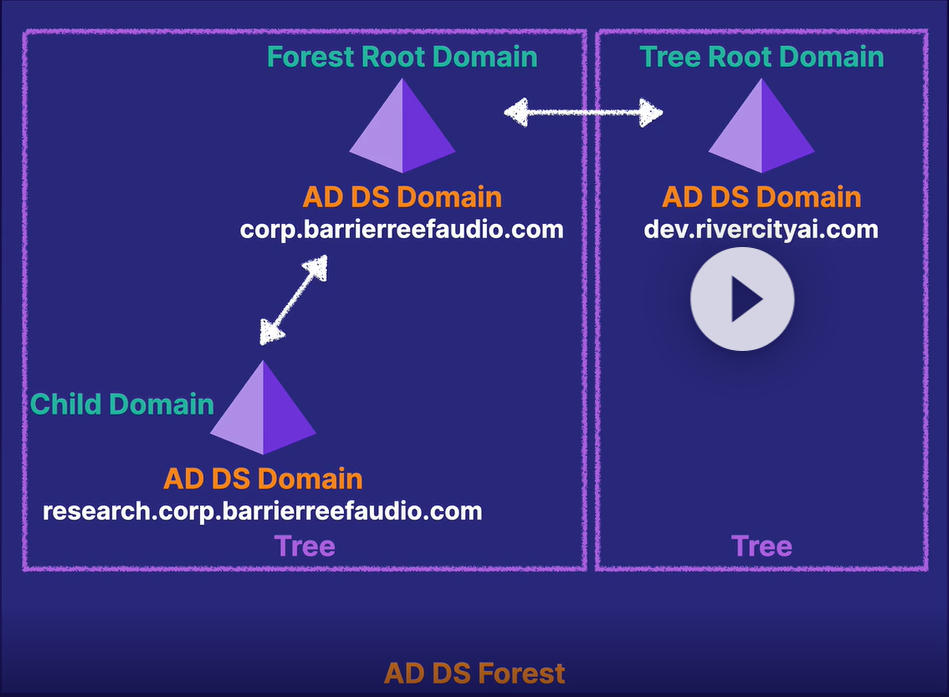 Forest Root Domain
Tree Root Domain
AD DS Domain
AD DS Domain
corp.barrierreefaudio.com
dev.rivercityai.com
Child Domain
AD DS Domain
research.corp.barrierreefaudio.com
Tree
Tree
AD DS Forest